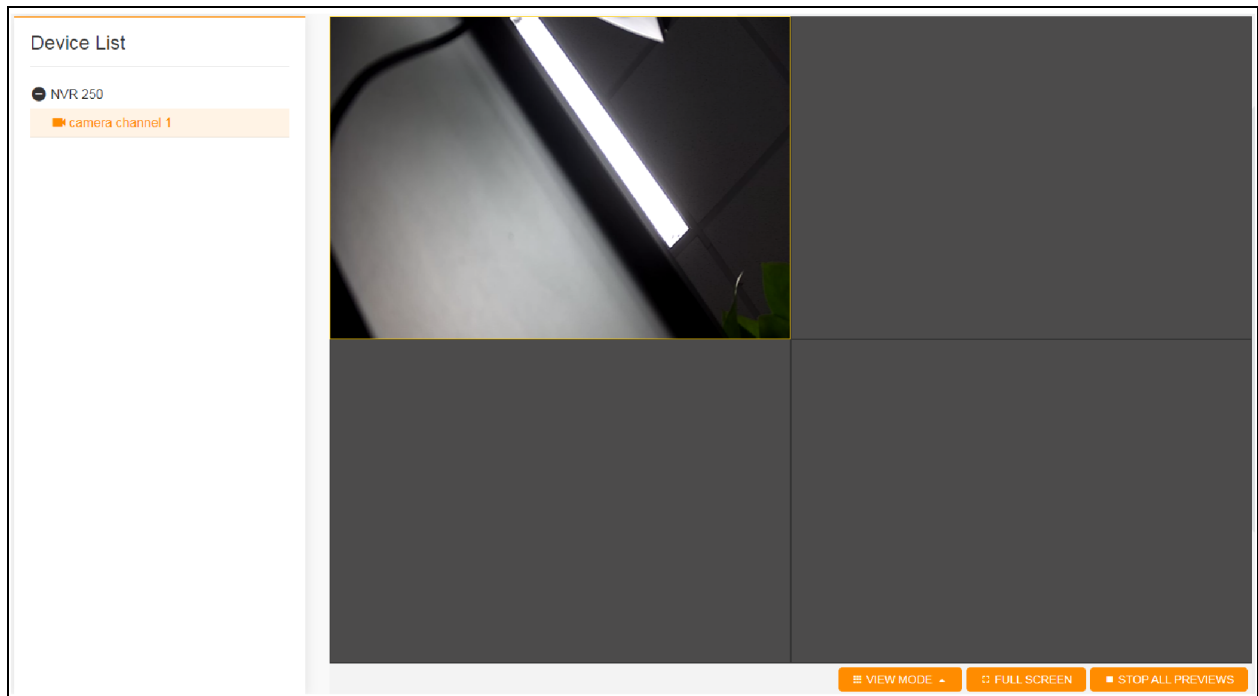 Device List
NVR 250
camera channel 1
VIEW MODE
FULL SCREEN
STOP ALL PREVIEWS